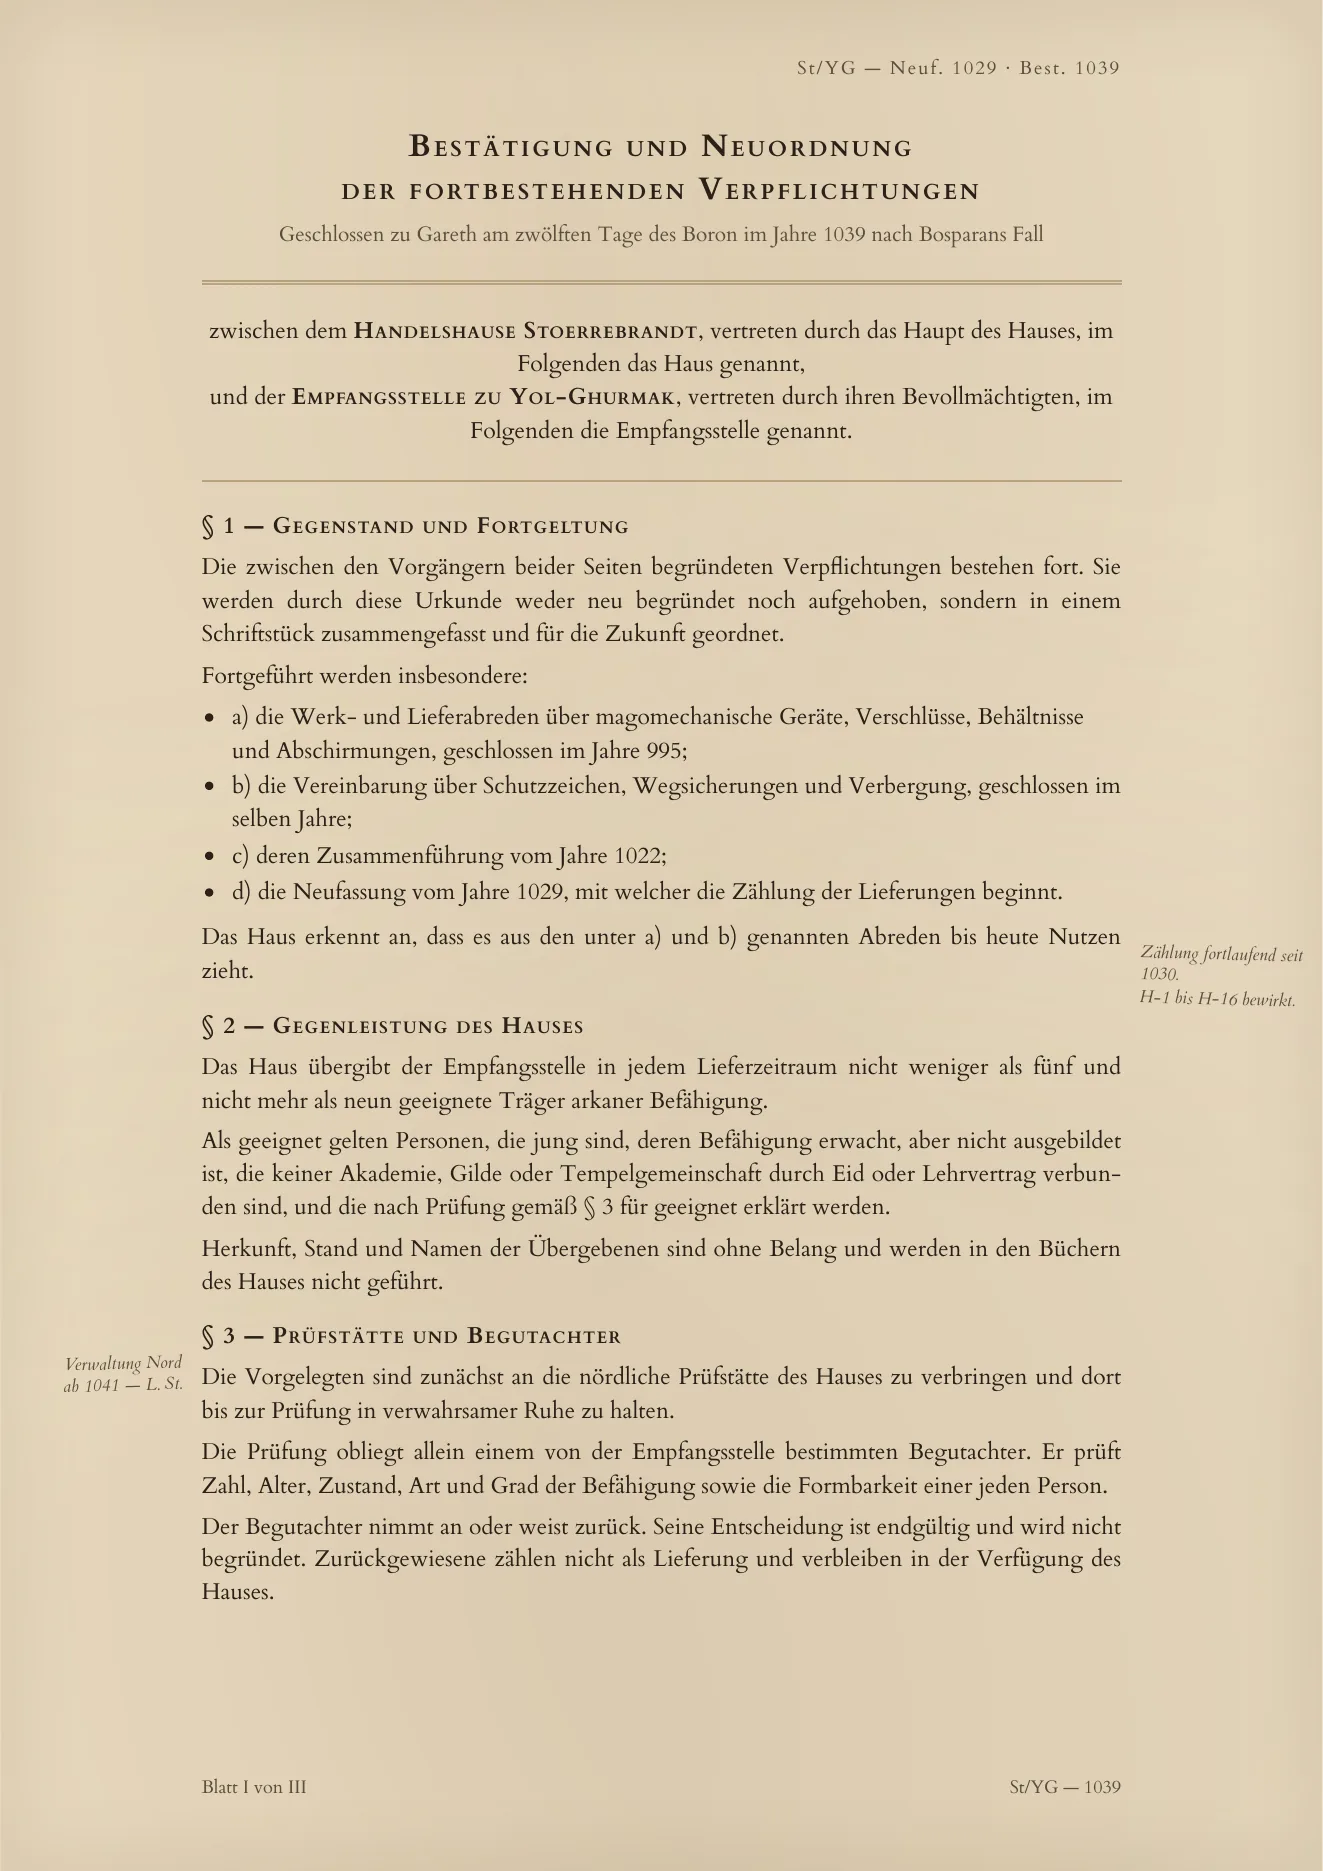 St/YG — Neuf. 1029 · Best. 1039
Bestätigung und Neuordnung
der fortbestehenden Verpflichtungen
Geschlossen zu Gareth am zwölften Tage des Boron im Jahre 1039 nach Bosparans Fall
zwischen dem Handelshause Stoerrebrandt, vertreten durch das Haupt des Hauses, im
Folgenden das Haus genannt,
und der Empfangsstelle zu Yol-Ghurmak, vertreten durch ihren Bevollmächtigten, im
Folgenden die Empfangsstelle genannt.
§ 1 — Gegenstand und Fortgeltung
Die zwischen den Vorgängern beider Seiten begründeten Verpflichtungen bestehen fort. Sie
werden durch diese Urkunde weder neu begründet noch aufgehoben, sondern in einem
Schriftstück zusammengefasst und für die Zukunft geordnet.
Fortgeführt werden insbesondere:
• a) die Werk- und Lieferabreden über magomechanische Geräte, Verschlüsse, Behältnisse
und Abschirmungen, geschlossen im Jahre 995;
• b) die Vereinbarung über Schutzzeichen, Wegsicherungen und Verbergung, geschlossen im
selben Jahre;
• c) deren Zusammenführung vom Jahre 1022;
• d) die Neufassung vom Jahre 1029, mit welcher die Zählung der Lieferungen beginnt.
Das Haus erkennt an, dass es aus den unter a) und b) genannten Abreden bis heute Nutzen
zieht.
Zählung fortlaufend seit
1030.
H-1 bis H-16 bewirkt.
§ 2 — Gegenleistung des Hauses
Das Haus übergibt der Empfangsstelle in jedem Lieferzeitraum nicht weniger als fünf und
nicht mehr als neun geeignete Träger arkaner Befähigung.
Als geeignet gelten Personen, die jung sind, deren Befähigung erwacht, aber nicht ausgebildet
ist, die keiner Akademie, Gilde oder Tempelgemeinschaft durch Eid oder Lehrvertrag verbun-
den sind, und die nach Prüfung gemäß § 3 für geeignet erklärt werden.
Herkunft, Stand und Namen der Übergebenen sind ohne Belang und werden in den Büchern
des Hauses nicht geführt.
§ 3 — Prüfstätte und Begutachter
Verwaltung Nord
ab 1041 — L. St.
Die Vorgelegten sind zunächst an die nördliche Prüfstätte des Hauses zu verbringen und dort
bis zur Prüfung in verwahrsamer Ruhe zu halten.
Die Prüfung obliegt allein einem von der Empfangsstelle bestimmten Begutachter. Er prüft
Zahl, Alter, Zustand, Art und Grad der Befähigung sowie die Formbarkeit einer jeden Person.
Der Begutachter nimmt an oder weist zurück. Seine Entscheidung ist endgültig und wird nicht
begründet. Zurückgewiesene zählen nicht als Lieferung und verbleiben in der Verfügung des
Hauses.
Blatt I von III
St/YG — 1039